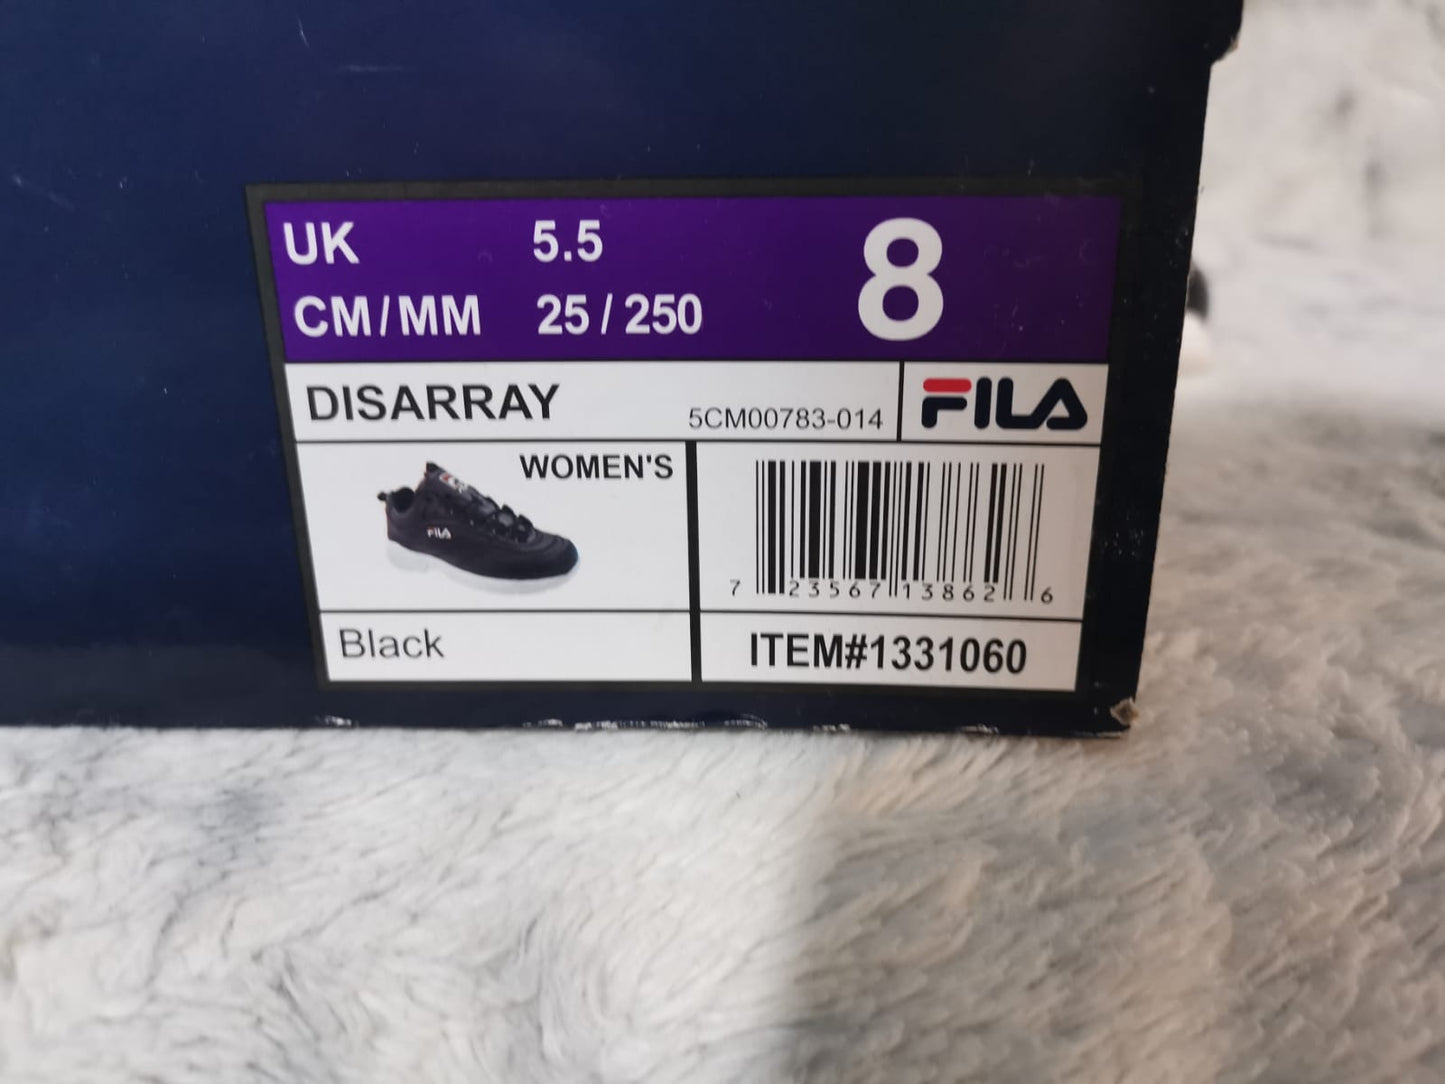 UK 5.5 8
CM/MM 25/250
DISARRAY 5CM00783-014 FILA
WOMEN'S
FILA
7 23567 13862 6
Black ITEM#1331060